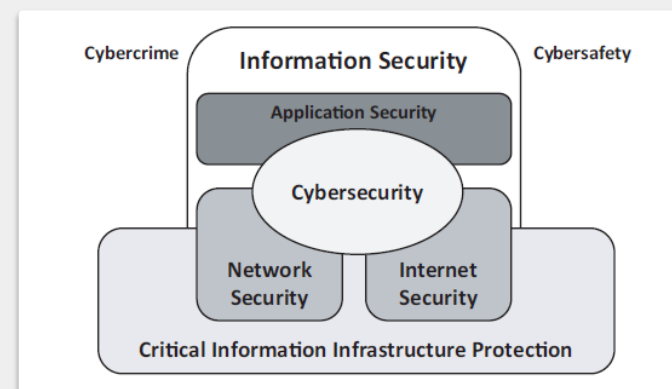 Cybercrime
Information Security
Cybersafety
Application Security
Cybersecurity
Network
Security
Internet
Security
Critical Information Infrastructure Protection